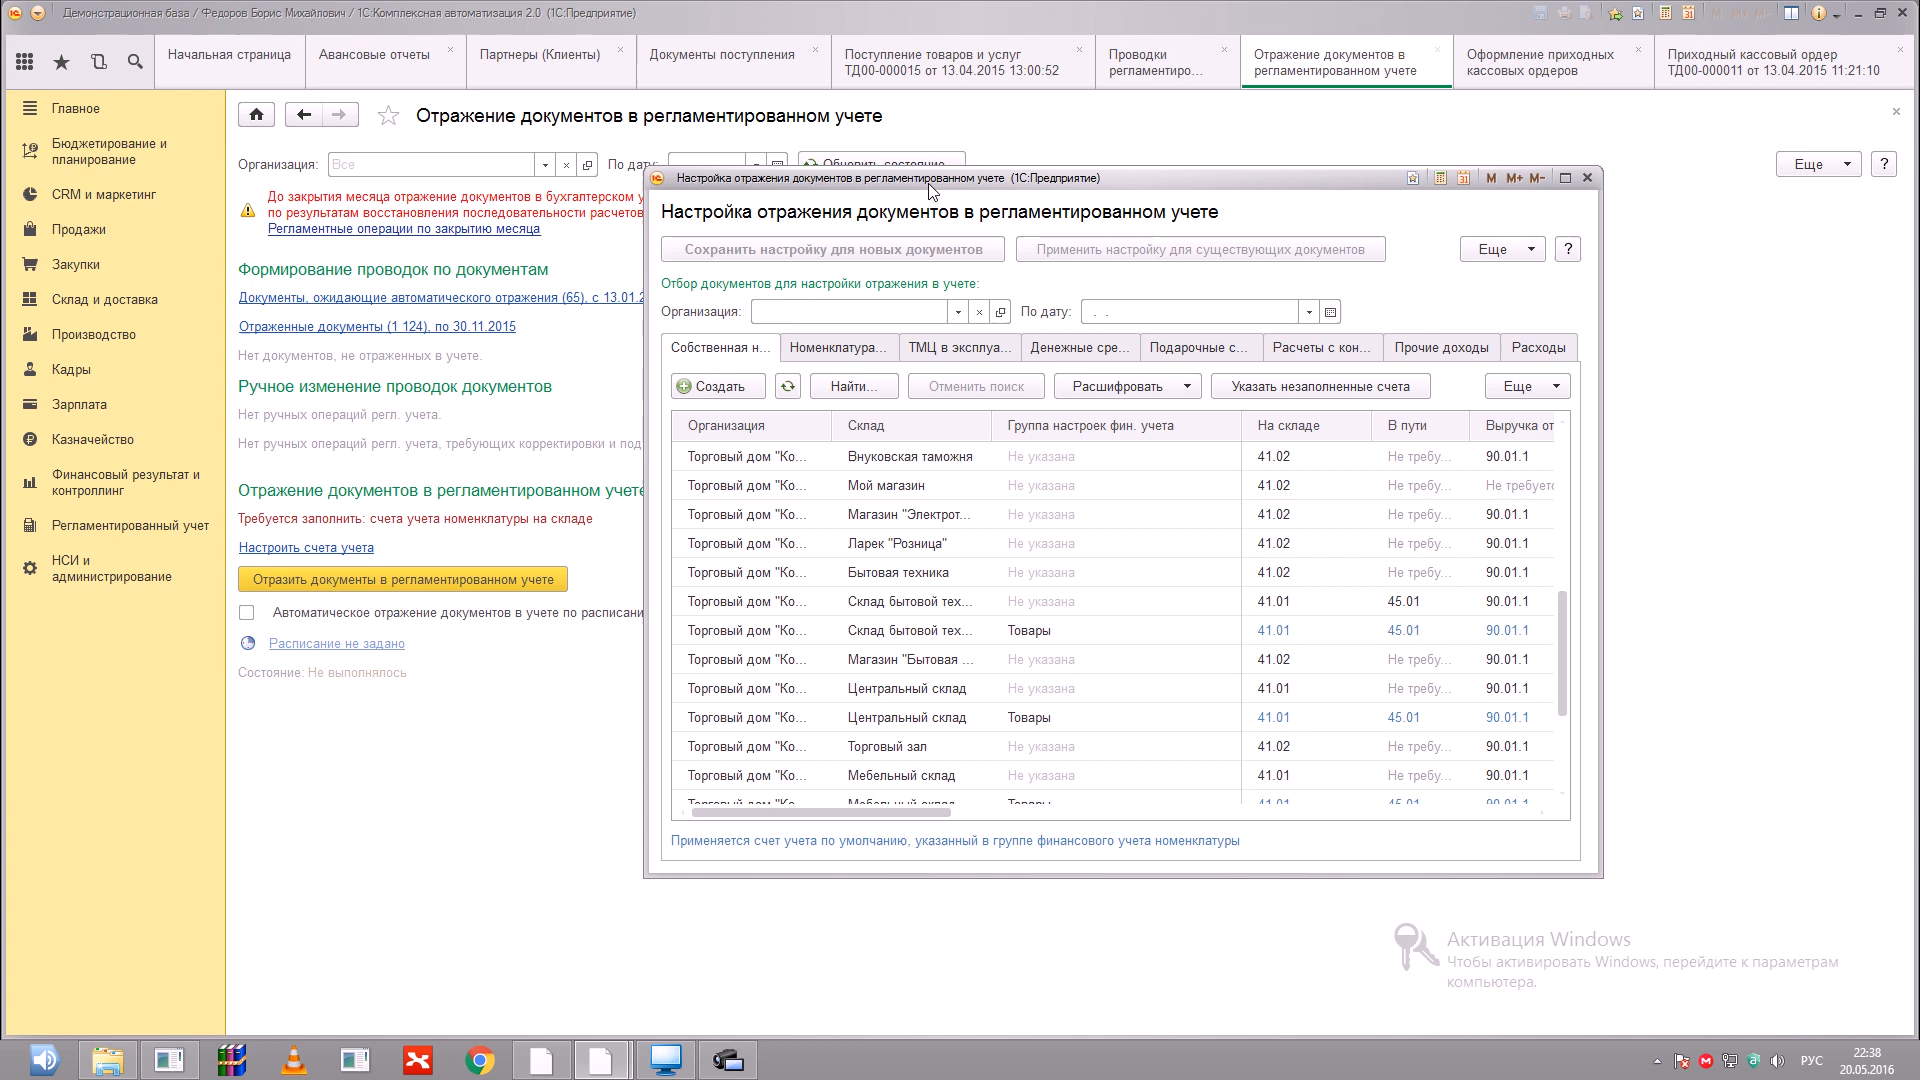 Демонстрационная база / Федоров Борис Михайлович / 1С:Комплексная автоматизация 2.0 (1С:Предприятие)
Начальная страница
Авансовые отчеты
Партнеры (Клиенты)
Документы поступления
Поступление товаров и услуг
ТД00-000015 от 13.04.2015 13:00:52
Проводки
регламентиро...
Отражение документов в
регламентированном учете
Оформление приходных
кассовых ордеров
Приходный кассовый ордер
ТД00-000011 от 13.04.2015 11:21:10
Главное
Бюджетирование и
планирование
CRM и маркетинг
Продажи
Закупки
Склад и доставка
Производство
Кадры
Зарплата
Казначейство
Финансовый результат и
контроллинг
Регламентированный учет
НСИ и
администрирование
Отражение документов в регламентированном учете
Организация: Все По дату: Обновить состояние
Еще ?
До закрытия месяца отражение документов в бухгалтерском
по результатам восстановления последовательности расчетов
Регламентные операции по закрытию месяца
Формирование проводок по документам
Документы, ожидающие автоматического отражения (65), с 13.01.2
Отраженные документы (1 124), по 30.11.2015
Нет документов, не отраженных в учете.
Ручное изменение проводок документов
Нет ручных операций регл. учета.
Нет ручных операций регл. учета, требующих корректировки и под
Отражение документов в регламентированном учете
Требуется заполнить: счета учета номенклатуры на складе
Настроить счета учета
Отразить документы в регламентированном учете
Автоматическое отражение документов в учете по расписани
Расписание не задано
Состояние: Не выполнялось
Настройка отражения документов в регламентированном учете (1С:Предприятие)
M M+ M-
Настройка отражения документов в регламентированном учете
Сохранить настройку для новых документов Применить настройку для существующих документов Еще ?
Отбор документов для настройки отражения в учете:
Организация: По дату: . .
Собственная н... Номенклатура... ТМЦ в эксплуа... Денежные сре... Подарочные с... Расчеты с кон... Прочие доходы Расходы
Создать Найти... Отменить поиск Расшифровать Указать незаполненные счета Еще
Организация Склад Группа настроек фин. учета На складе В пути Выручка от
Торговый дом "Ко... Внуковская таможня Не указана 41.02 Не требу... 90.01.1
Торговый дом "Ко... Мой магазин Не указана 41.02 Не требу... Не требуетс
Торговый дом "Ко... Магазин "Электрот... Не указана 41.02 Не требу... 90.01.1
Торговый дом "Ко... Ларек "Розница" Не указана 41.02 Не требу... 90.01.1
Торговый дом "Ко... Бытовая техника Не указана 41.02 Не требу... 90.01.1
Торговый дом "Ко... Склад бытовой тех... Не указана 41.01 45.01 90.01.1
Торговый дом "Ко... Склад бытовой тех... Товары 41.01 45.01 90.01.1
Торговый дом "Ко... Магазин "Бытовая ... Не указана 41.02 Не требу... 90.01.1
Торговый дом "Ко... Центральный склад Не указана 41.01 Не требу... 90.01.1
Торговый дом "Ко... Центральный склад Товары 41.01 45.01 90.01.1
Торговый дом "Ко... Торговый зал Не указана 41.02 Не требу... 90.01.1
Торговый дом "Ко... Мебельный склад Не указана 41.01 Не требу... 90.01.1
Торговый дом "Ко... Мебельный склад Товары 41.01 45.01 90.01.1
Применяется счет учета по умолчанию, указанный в группе финансового учета номенклатуры
Активация Windows
Чтобы активировать Windows, перейдите к параметрам
компьютера.
РУС
22:38
20.05.2016